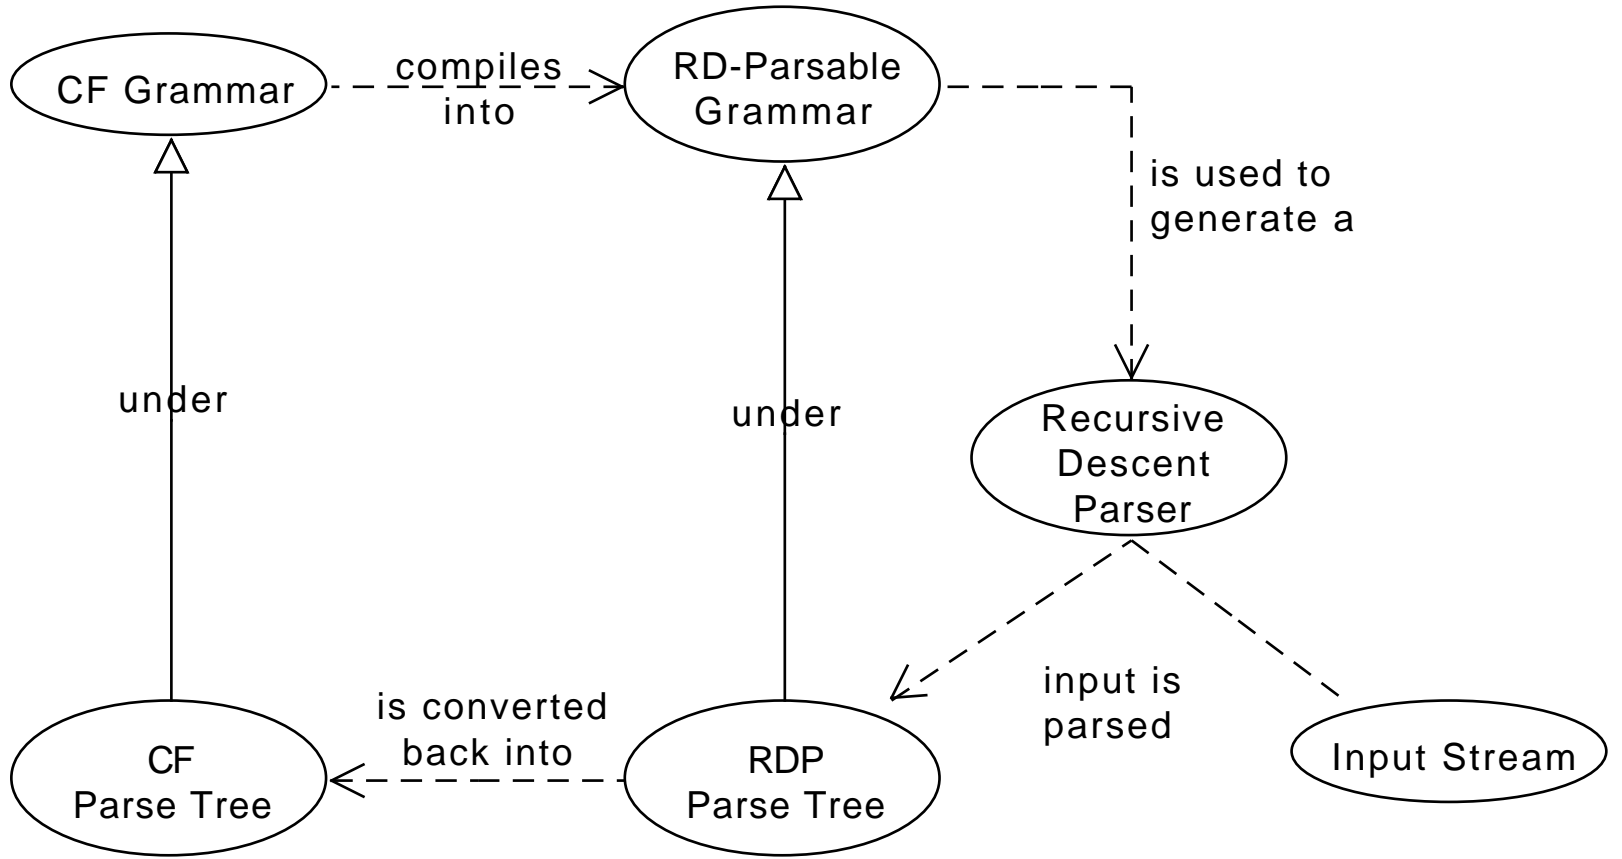 CF Grammar
compiles
into
RD-Parsable
Grammar
is used to
generate a
under
under
Recursive
Descent
Parser
is converted
back into
input is
parsed
CF
Parse Tree
RDP
Parse Tree
Input Stream